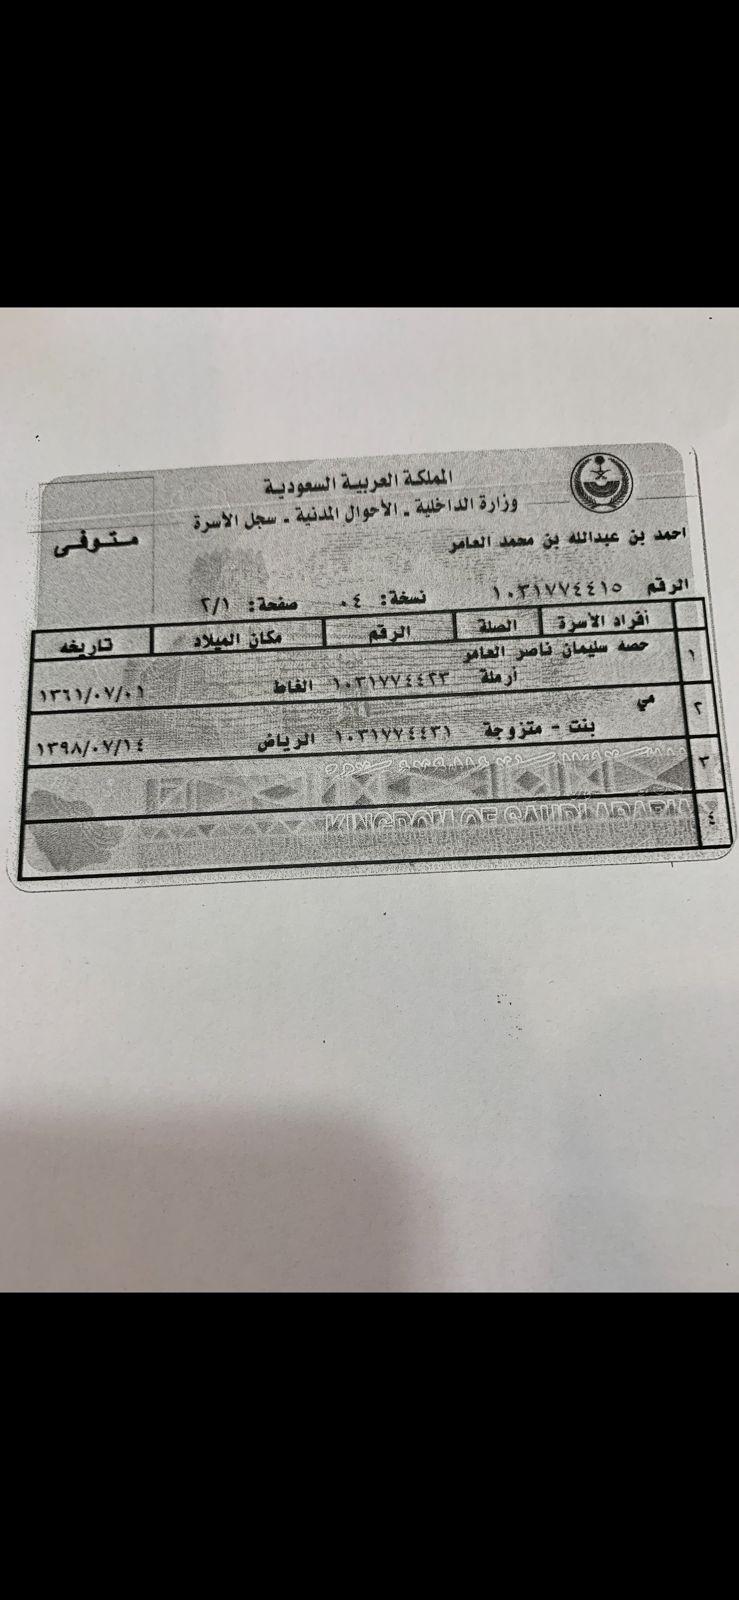 المملكة العربية السعودية
وزارة الداخلية - الأحوال المدنية - سجل الأسرة
متوفى
احمد بن عبدالله بن محمد العامر
الرقم ١٠٣١٧٧٤٤١٥ نسخة: ٠٤ صفحة: ٢/١
أفراد الأسرة الصلة الرقم مكان الميلاد تاريخه
١ حصه سليمان ناصر العامر
أرملة ١٠٣١٧٧٤٤٢٣ الغاط ١٣٦١/٠٧/٠١
٢ مي
بنت - متزوجة ١٠٣١٧٧٤٤٣١ الرياض ١٣٩٨/٠٧/١٤
٣
٤ KINGDOM OF SAUDI ARABIA